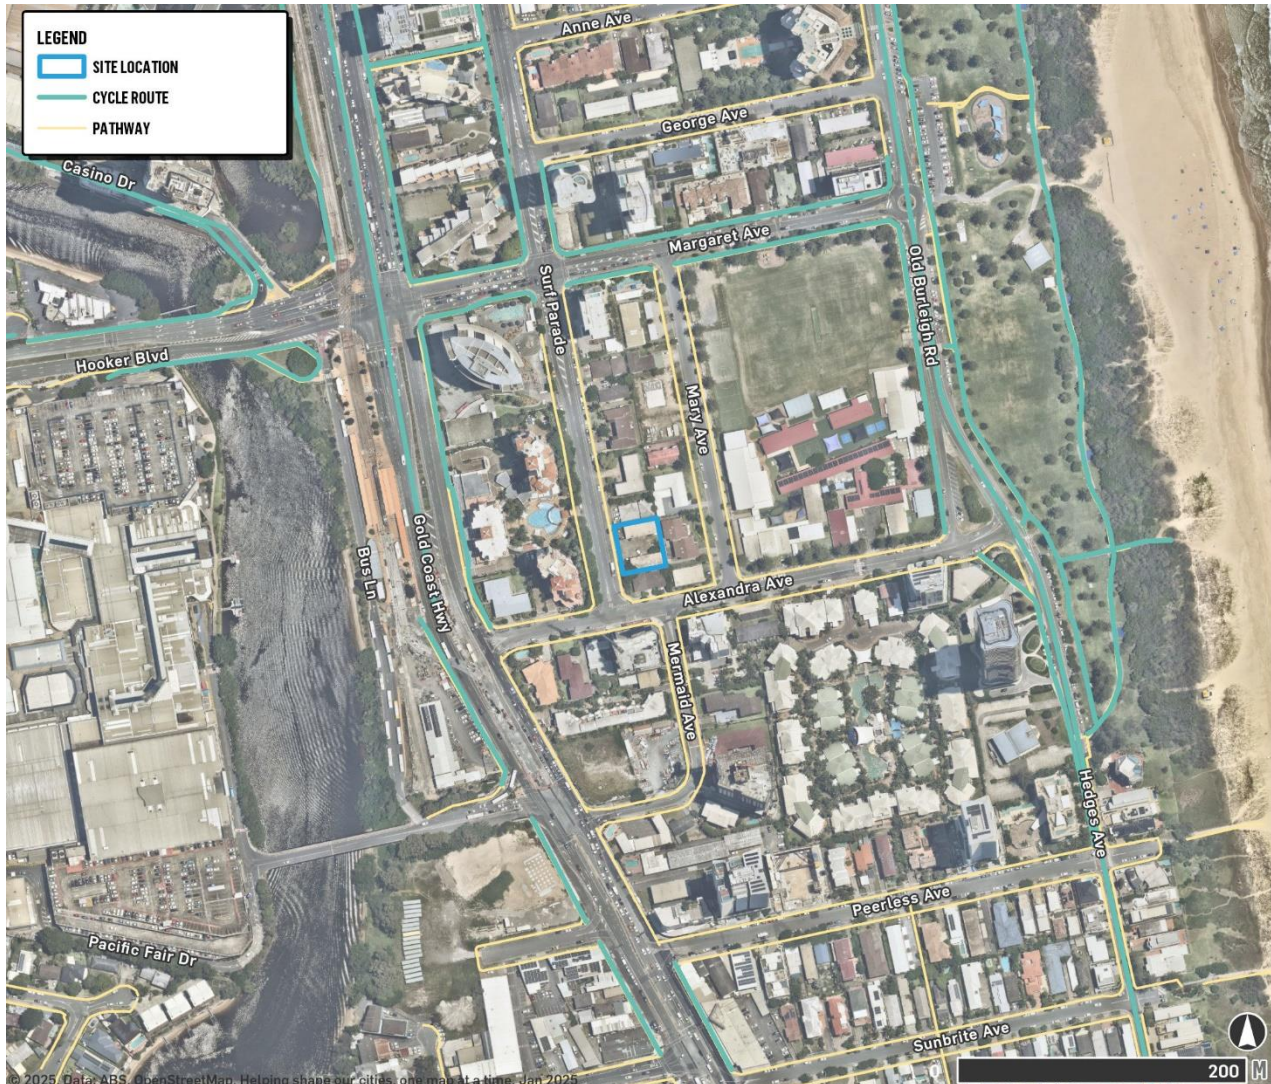 LEGEND
SITE LOCATION
CYCLE ROUTE
PATHWAY
Anne Ave
George Ave
Casino Dr
Margaret Ave
Surf Parade
Old Burleigh Rd
Hooker Blvd
Mary Ave
Gold Coast Hwy
Bus Ln
Alexandra Ave
Mermaid Ave
Hedges Ave
Peerless Ave
Pacific Fair Dr
Sunbrite Ave
0 200 M
© 2025. Data: ABS, OpenStreetMap. Helping shape our cities, one map at a time. Jan 2025